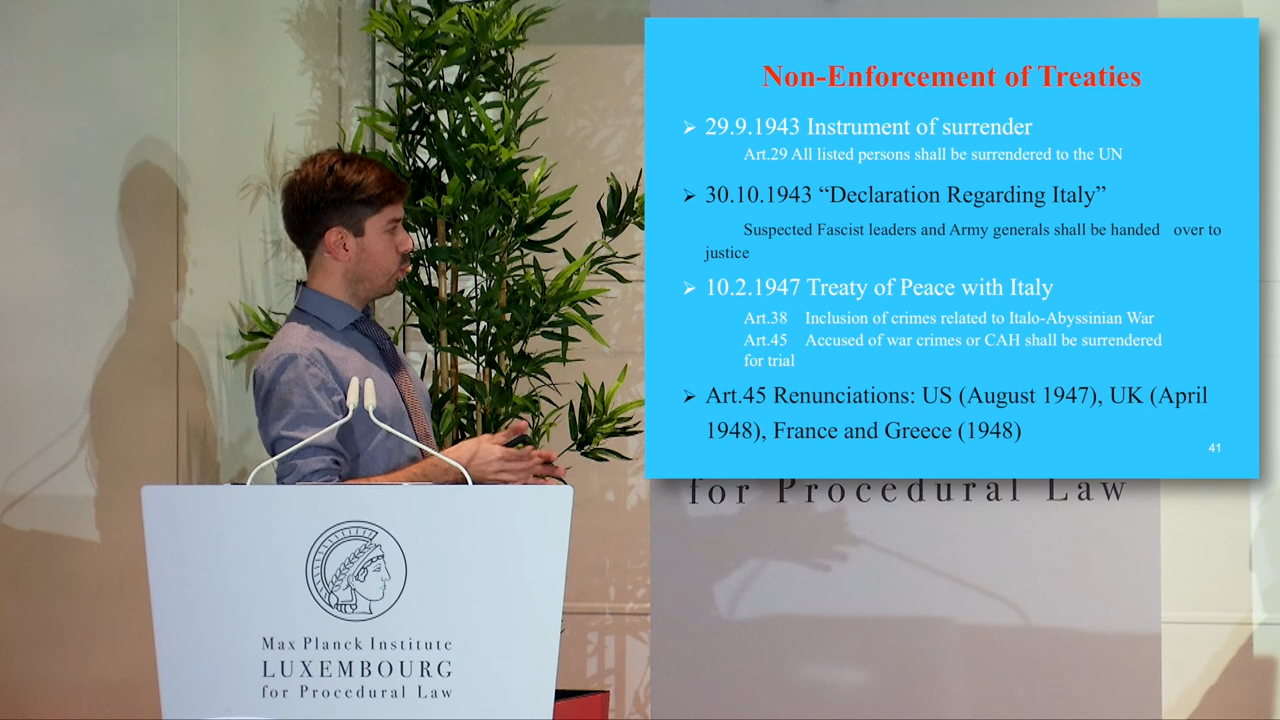 Non-Enforcement of Treaties
➢ 29.9.1943 Instrument of surrender
Art.29 All listed persons shall be surrendered to the UN
➢ 30.10.1943 “Declaration Regarding Italy”
Suspected Fascist leaders and Army generals shall be handed over to
justice
➢ 10.2.1947 Treaty of Peace with Italy
Art.38 Inclusion of crimes related to Italo-Abyssinian War
Art.45 Accused of war crimes or CAH shall be surrendered
for trial
➢ Art.45 Renunciations: US (August 1947), UK (April
1948), France and Greece (1948)
41
for Procedural Law
Max Planck Institute
LUXEMBOURG
for Procedural Law